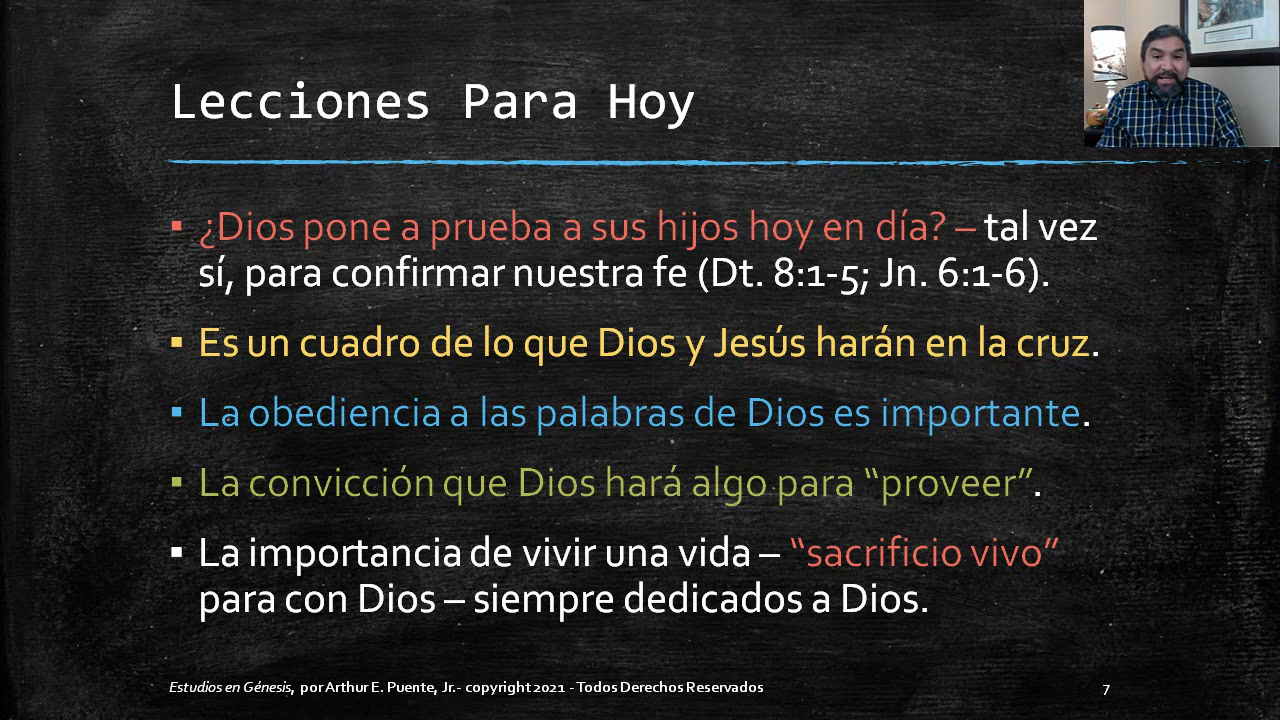 Lecciones Para Hoy
▪ ¿Dios pone a prueba a sus hijos hoy en día? – tal vez
sí, para confirmar nuestra fe (Dt. 8:1-5; Jn. 6:1-6).
▪ Es un cuadro de lo que Dios y Jesús harán en la cruz.
▪ La obediencia a las palabras de Dios es importante.
▪ La convicción que Dios hará algo para “proveer”.
▪ La importancia de vivir una vida – “sacrificio vivo”
para con Dios – siempre dedicados a Dios.
Estudios en Génesis, por Arthur E. Puente, Jr.- copyright 2021 - Todos Derechos Reservados
7